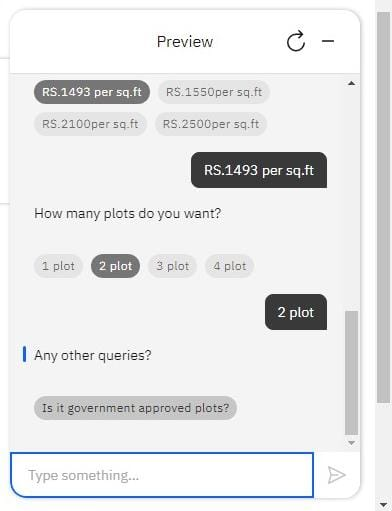 Preview
RS.1493 per sq.ft RS.1550per sq.ft
RS.2100per sq.ft RS.2500per sq.ft
RS.1493 per sq.ft
How many plots do you want?
1 plot 2 plot 3 plot 4 plot
2 plot
Any other queries?
Is it government approved plots?
Type something...